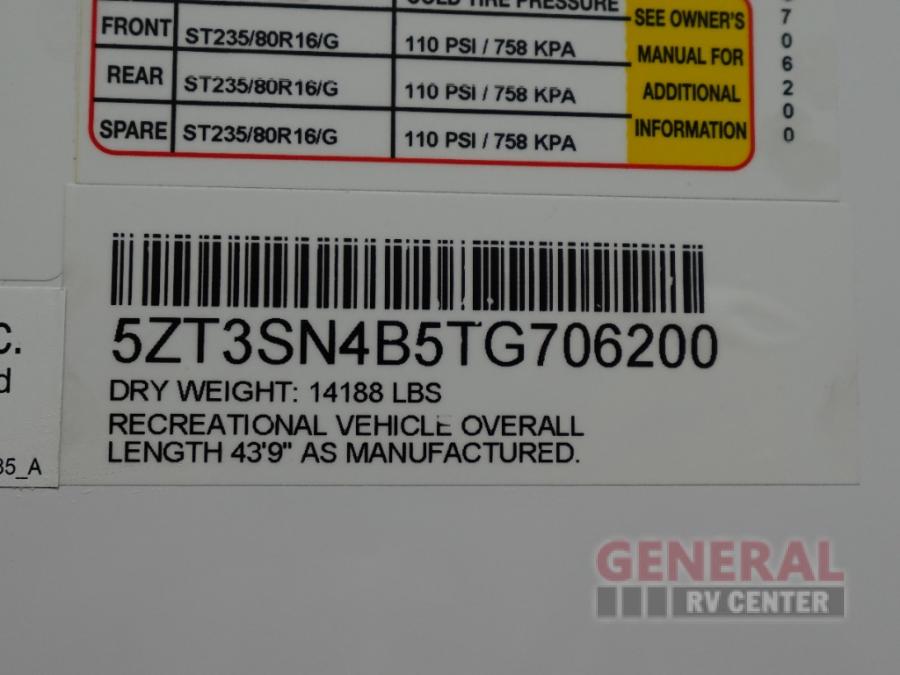 COLD TIRE PRESSURE
FRONT ST235/80R16/G 110 PSI / 758 KPA
REAR ST235/80R16/G 110 PSI / 758 KPA
SPARE ST235/80R16/G 110 PSI / 758 KPA
SEE OWNER'S
MANUAL FOR
ADDITIONAL
INFORMATION
7
0
6
2
0
0
C.
d
35_A
5ZT3SN4B5TG706200
DRY WEIGHT: 14188 LBS
RECREATIONAL VEHICLE OVERALL
LENGTH 43'9" AS MANUFACTURED.
GENERAL
RV CENTER